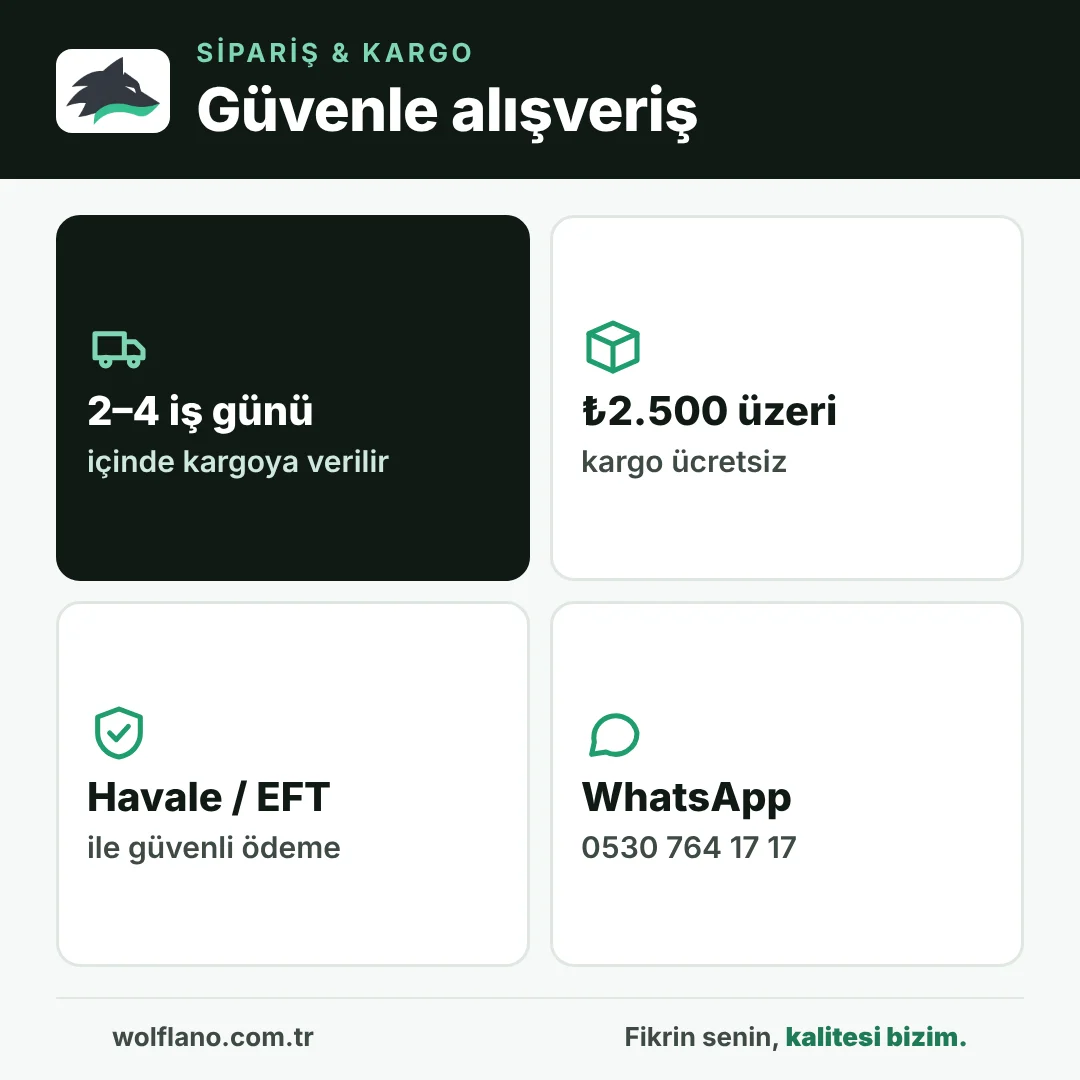 SİPARİŞ & KARGO
Güvenle alışveriş
2–4 iş günü
içinde kargoya verilir
₺2.500 üzeri
kargo ücretsiz
Havale / EFT
ile güvenli ödeme
WhatsApp
0530 764 17 17
wolflano.com.tr
Fikrin senin, kalitesi bizim.